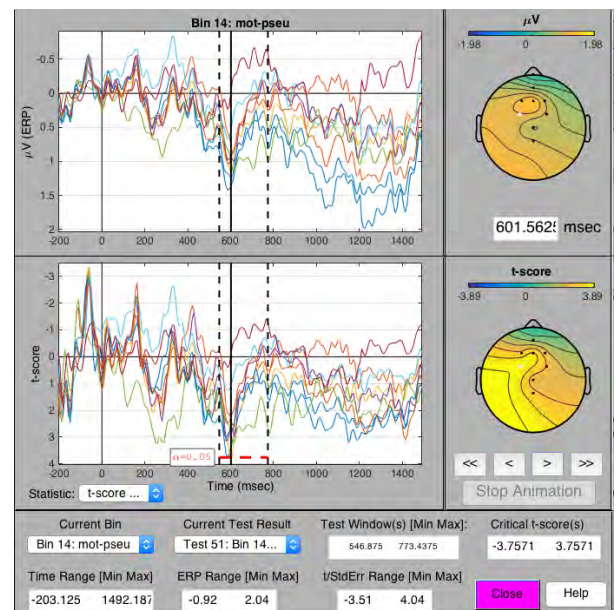 Bin 14: mot-pseu
μV
-1.98 0 1.98
-0.5
0
0.5
1
1.5
2
μV (ERP)
-200 0 200 400 600 800 1000 1200 1400
601.562 msec
t-score
-3.89 0 3.89
-3
-2
-1
0
1
2
3
4
t-score
α=0.05
-200 0 200 400 600 800 1000 1200 1400
Time (msec)
Statistic: t-score ...
<< < > >>
Stop Animation
Current Bin
Current Test Result
Test Window(s) [Min Max]:
Critical t-score(s)
Bin 14: mot-pseu
Test 51: Bin 14...
546.875 773.4375
-3.7571 3.7571
Time Range [Min Max]
ERP Range [Min Max]
t/StdErr Range [Min Max]
-203.125 1492.187
-0.92 2.04
-3.51 4.04
Close
Help